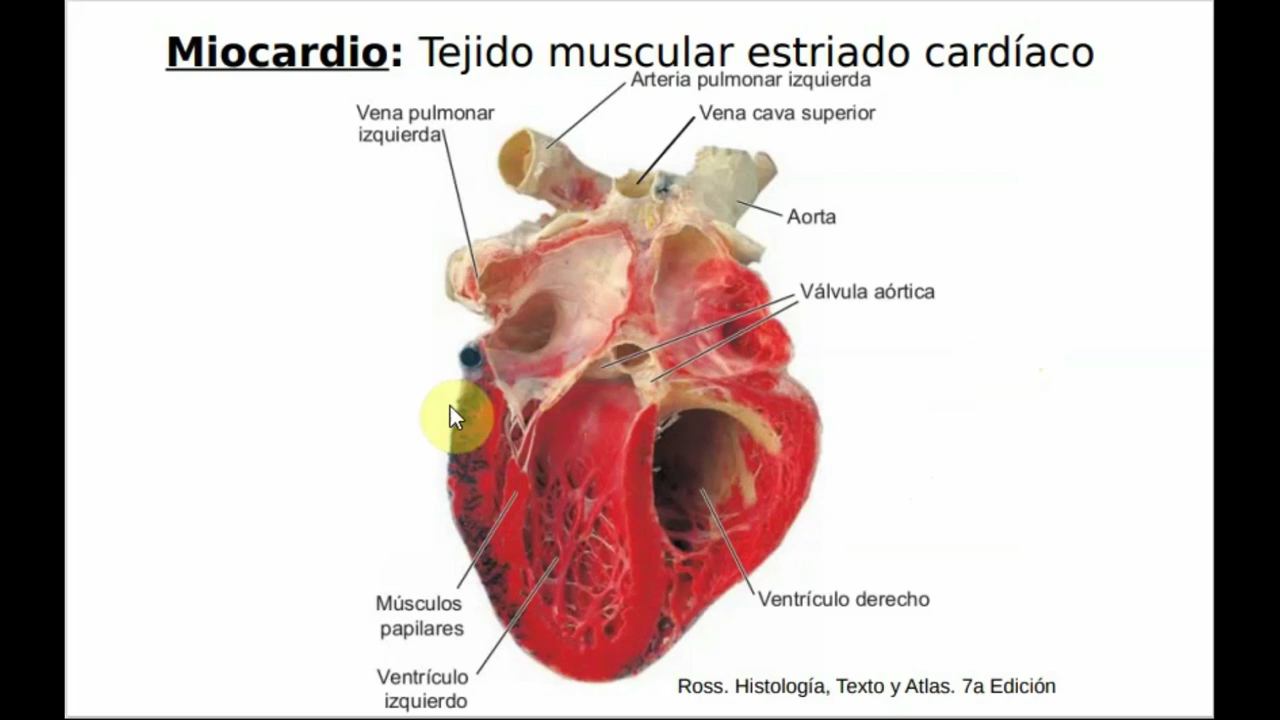 Miocardio: Tejido muscular estriado cardíaco
Arteria pulmonar izquierda
Vena pulmonar
izquierda
Vena cava superior
Aorta
Válvula aórtica
Músculos
papilares
Ventrículo derecho
Ventrículo
izquierdo
Ross. Histología, Texto y Atlas. 7a Edición